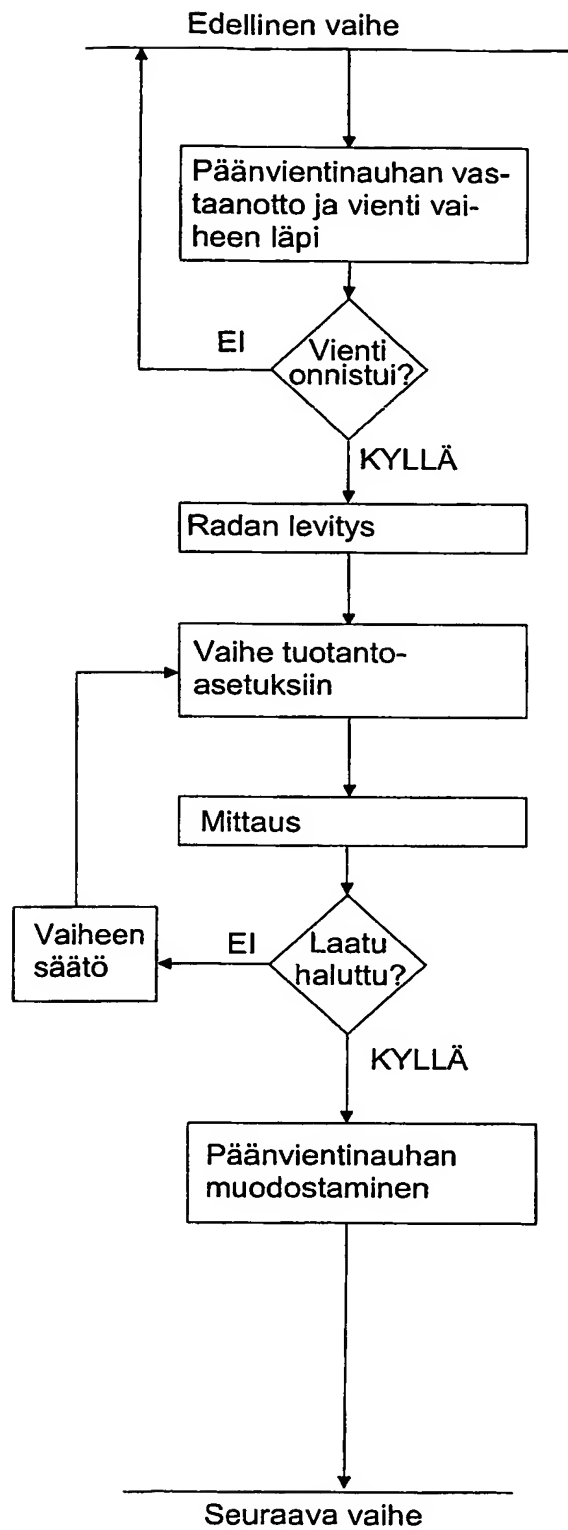 Edellinen vaihe
Päänvientinauhan vas-
taanotto ja vienti vai-
heen läpi
EI
Vienti
onnistui?
KYLLÄ
Radan levitys
Vaihe tuotanto-
asetuksiin
Mittaus
Vaiheen
säätö
EI
Laatu
haluttu?
KYLLÄ
Päänvientinauhan
muodostaminen
Seuraava vaihe